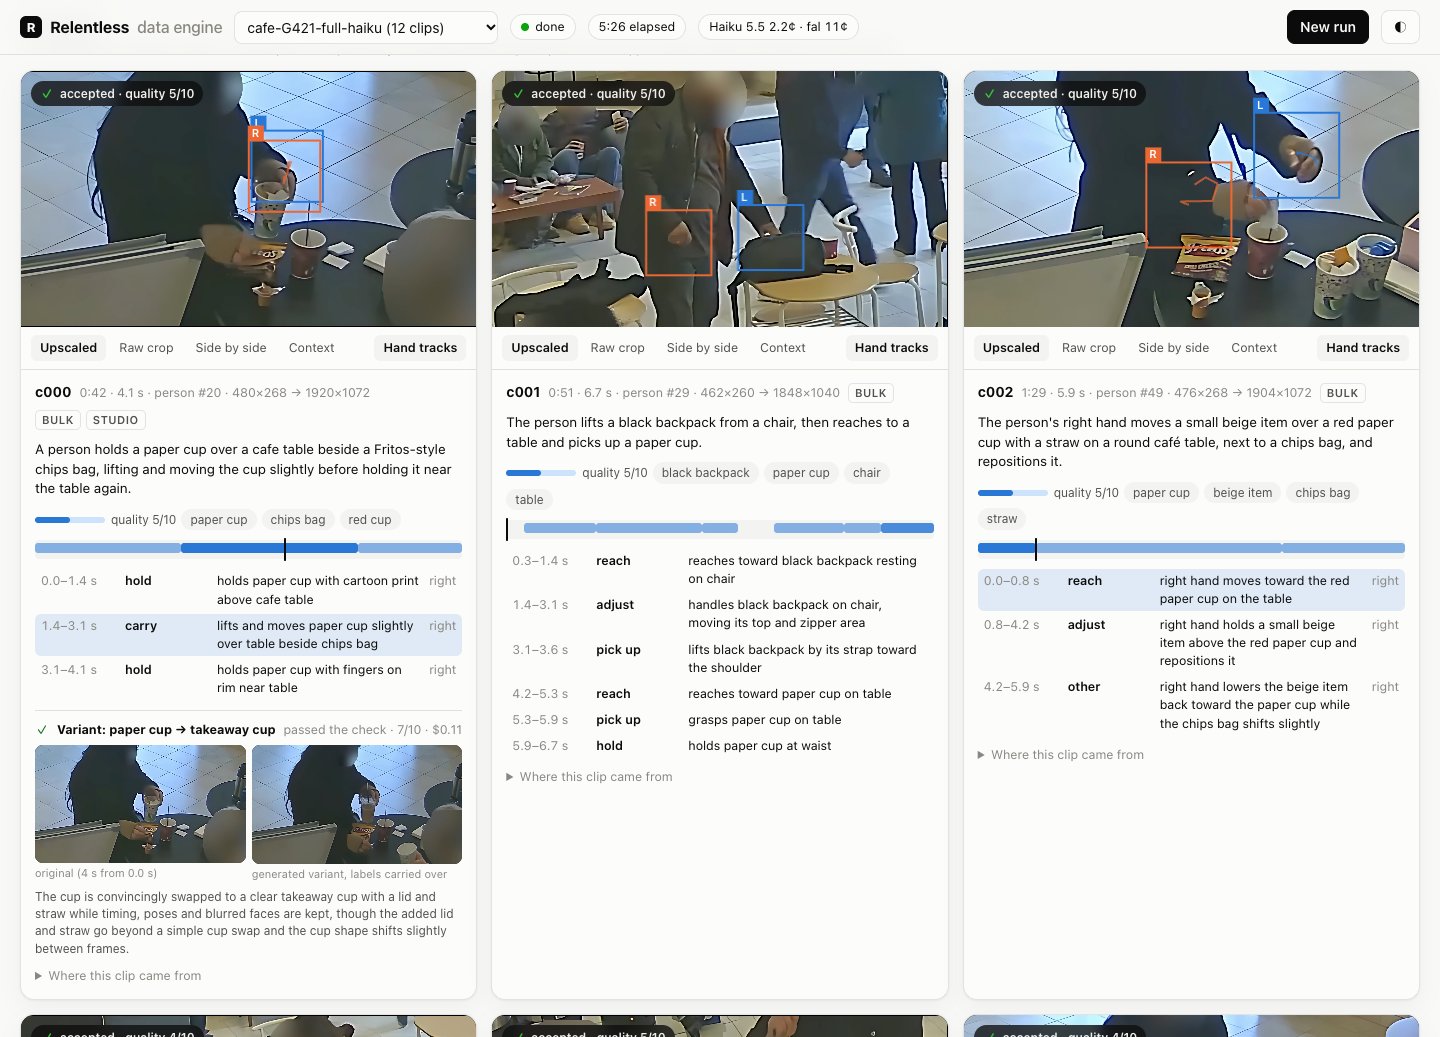 R Relentless data engine cafe-G421-full-haiku (12 clips) done 5:26 elapsed Haiku 5.5 2.2¢ · fal 11¢ New run
✓ accepted · quality 5/10
L
R
Upscaled Raw crop Side by side Context Hand tracks
c000 0:42 · 4.1 s · person #20 · 480×268 → 1920×1072
BULK STUDIO
A person holds a paper cup over a cafe table beside a Fritos-style
chips bag, lifting and moving the cup slightly before holding it near
the table again.
quality 5/10 paper cup chips bag red cup
0.0–1.4 s hold holds paper cup with cartoon print right
above cafe table
1.4–3.1 s carry lifts and moves paper cup slightly right
over table beside chips bag
3.1–4.1 s hold holds paper cup with fingers on right
rim near table
✓ Variant: paper cup → takeaway cup passed the check · 7/10 · $0.11
original (4 s from 0.0 s)
generated variant, labels carried over
The cup is convincingly swapped to a clear takeaway cup with a lid and
straw while timing, poses and blurred faces are kept, though the added lid
and straw go beyond a simple cup swap and the cup shape shifts slightly
between frames.
▶ Where this clip came from
✓ accepted · quality 5/10
R
L
Upscaled Raw crop Side by side Context Hand tracks
c001 0:51 · 6.7 s · person #29 · 462×260 → 1848×1040 BULK
The person lifts a black backpack from a chair, then reaches to a
table and picks up a paper cup.
quality 5/10 black backpack paper cup chair
table
0.3–1.4 s reach reaches toward black backpack resting
on chair
1.4–3.1 s adjust handles black backpack on chair,
moving its top and zipper area
3.1–3.6 s pick up lifts black backpack by its strap toward
the shoulder
4.2–5.3 s reach reaches toward paper cup on table
5.3–5.9 s pick up grasps paper cup on table
5.9–6.7 s hold holds paper cup at waist
▶ Where this clip came from
✓ accepted · quality 5/10
L
R
Upscaled Raw crop Side by side Context Hand tracks
c002 1:29 · 5.9 s · person #49 · 476×268 → 1904×1072 BULK
The person's right hand moves a small beige item over a red paper
cup with a straw on a round café table, next to a chips bag, and
repositions it.
quality 5/10 paper cup beige item chips bag
straw
0.0–0.8 s reach right hand moves toward the red right
paper cup on the table
0.8–4.2 s adjust right hand holds a small beige right
item above the red paper cup and
repositions it
4.2–5.9 s other right hand lowers the beige item right
back toward the paper cup while
the chips bag shifts slightly
▶ Where this clip came from
✓ accepted · quality 4/10
✓ accepted · quality 5/10
✓ accepted · quality 4/10